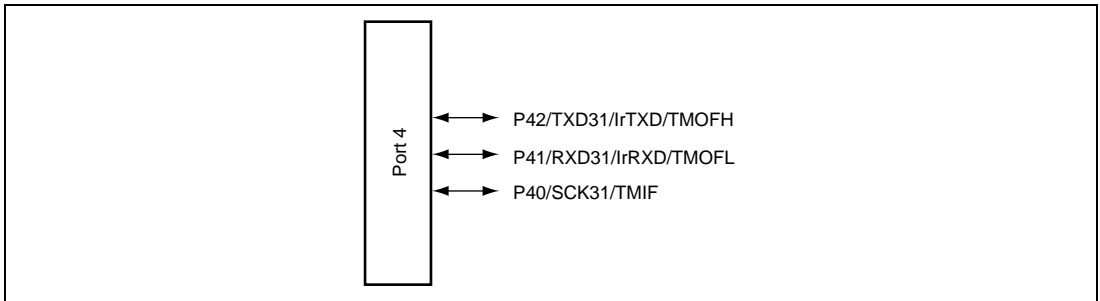 Port 4
P42/TXD31/IrTXD/TMOFH
P41/RXD31/IrRXD/TMOFL
P40/SCK31/TMIF